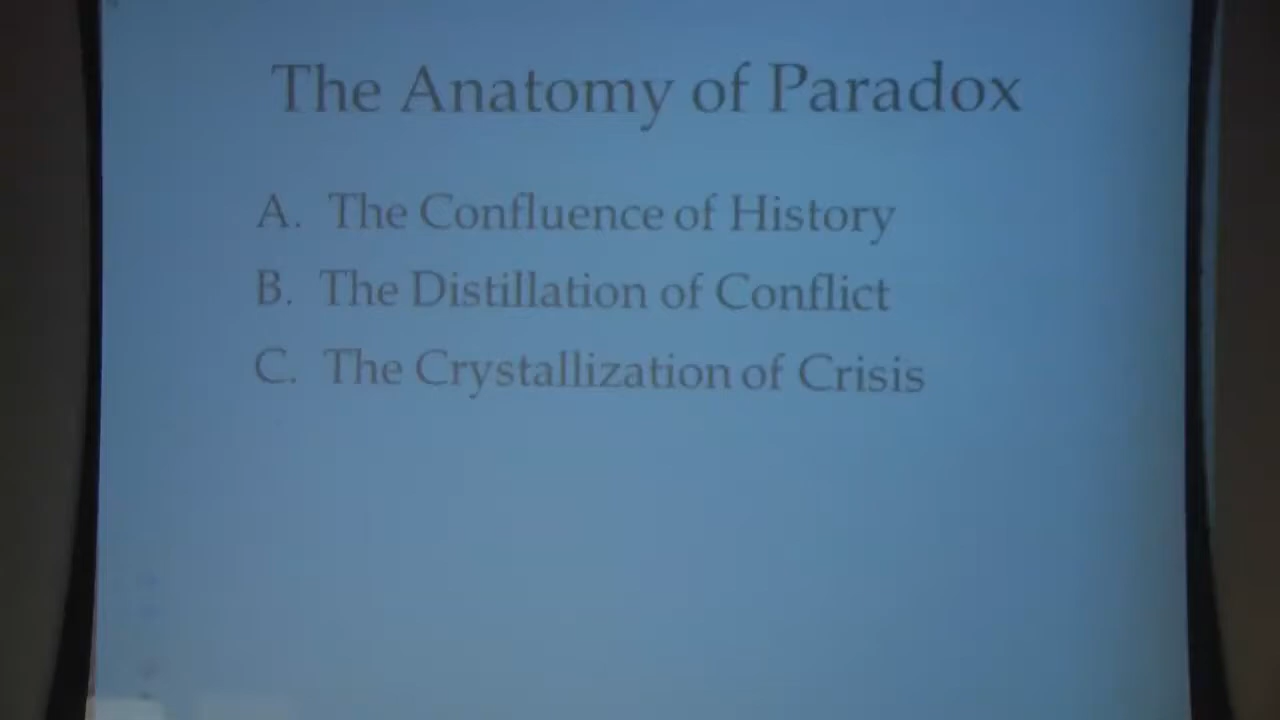 The Anatomy of Paradox
A. The Confluence of History
B. The Distillation of Conflict
C. The Crystallization of Crisis